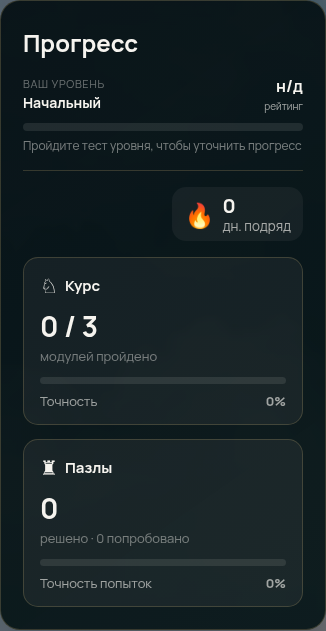 Прогресс
ВАШ УРОВЕНЬ
Начальный
н/д
рейтинг
Пройдите тест уровня, чтобы уточнить прогресс
0
дн. подряд
Курс
0 / 3
модулей пройдено
Точность 0%
Пазлы
0
решено · 0 попробовано
Точность попыток 0%